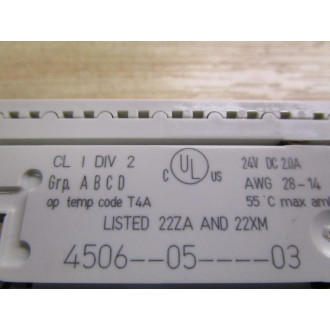 CL I DIV 2
Grp. A B C D
op temp code T4A
C UL US
24V DC 2.0A
AWG 28-14
55°C max am
LISTED 22ZA AND 22XM
4506--05----03